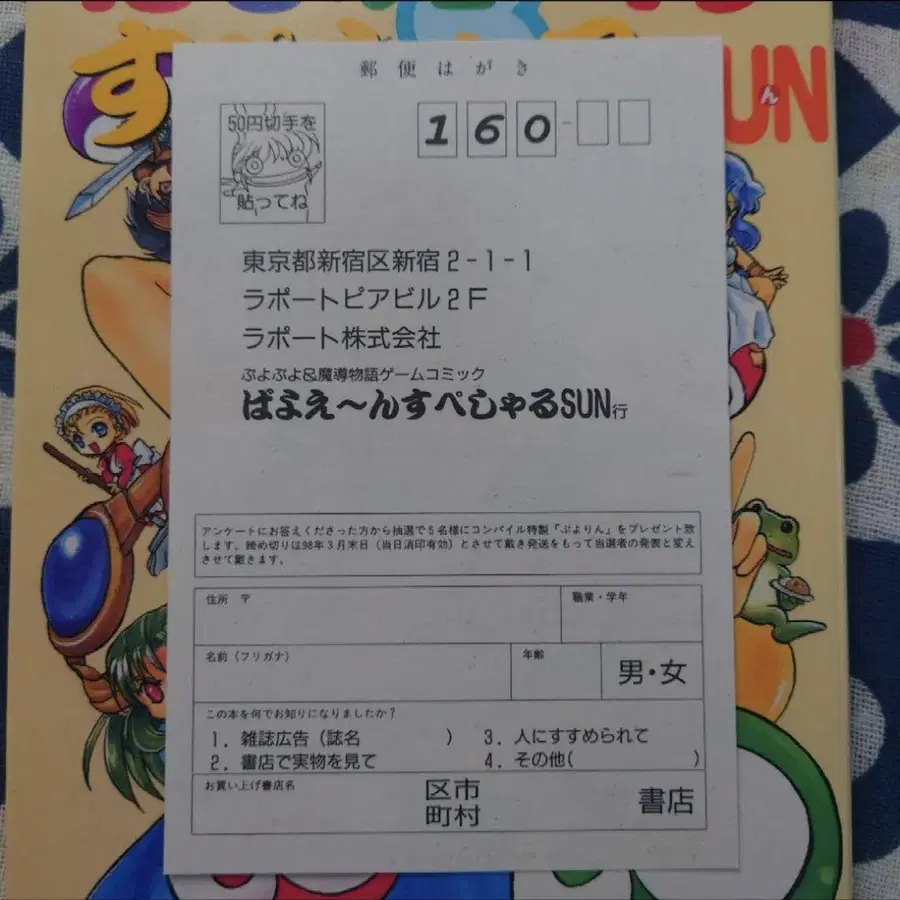 すぺしゃる
SUN
ん
郵便はがき
50円切手を
貼ってね
160-
東京都新宿区新宿2-1-1
ラポートピアビル2F
ラポート株式会社
ぷよぷよ&魔導物語ゲームコミック
ばよえ〜んすぺしゃるSUN行
アンケートにお答えくださった方から抽選で5名様にコンパイル特製「ぷよりん」をプレゼント致
します。締め切りは98年3月末日(当日消印有効)とさせて戴き発送をもって当選者の発表と変え
させて戴きます。
住所 〒
職業・学年
名前(フリガナ)
年齢
男・女
この本を何でお知りになりましたか?
1. 雑誌広告(誌名 )
3. 人にすすめられて
2. 書店で実物を見て
4. その他( )
お買い上げ書店名
区市
町村
書店